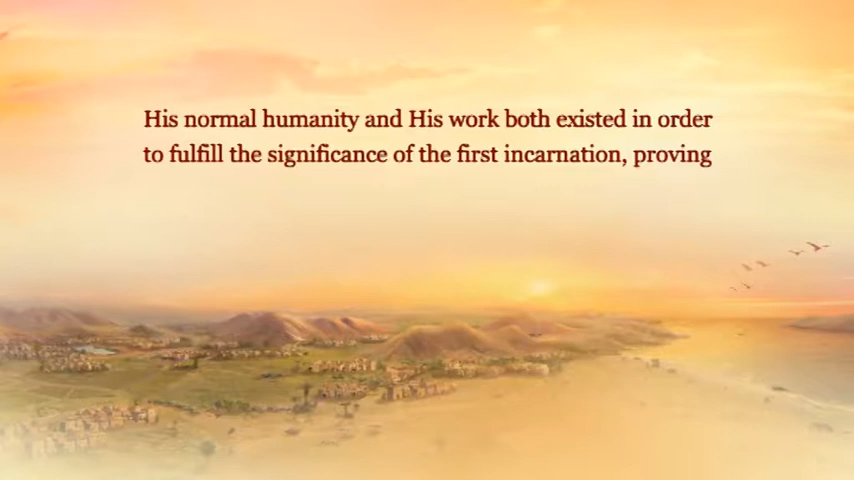 His normal humanity and His work both existed in order
to fulfill the significance of the first incarnation, proving